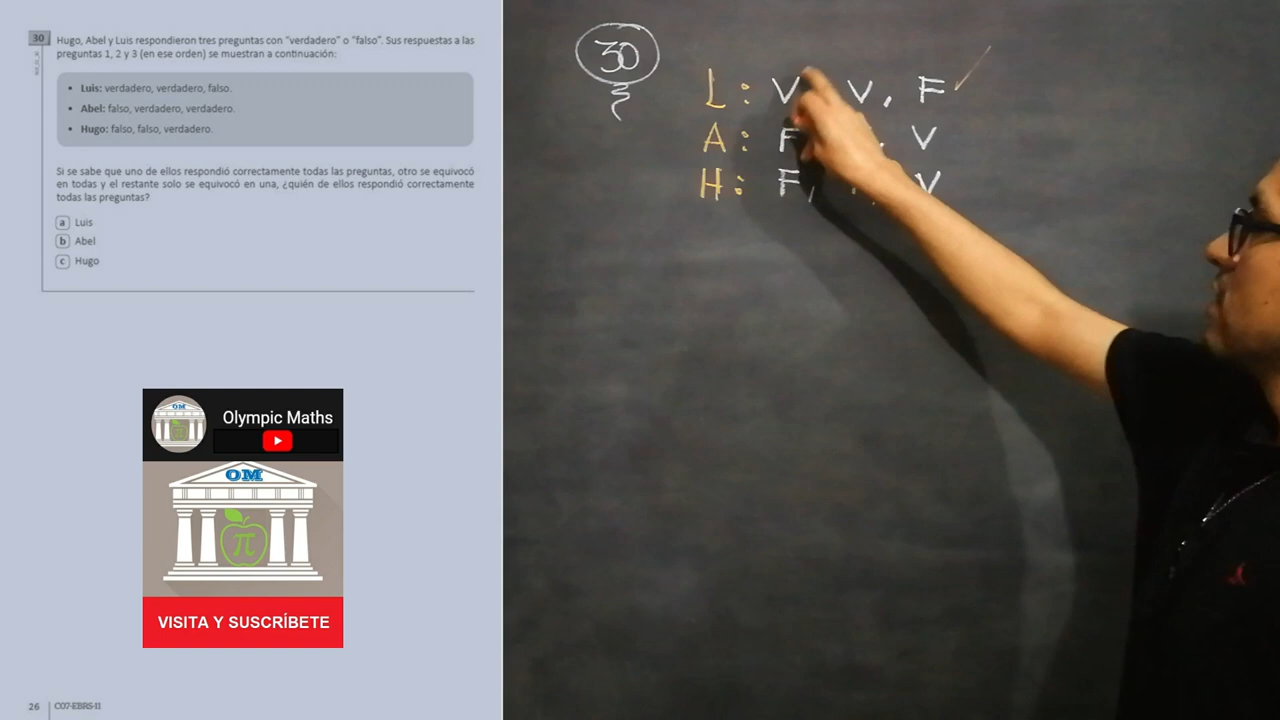 30
Hugo, Abel y Luis respondieron tres preguntas con "verdadero" o "falso". Sus respuestas a las
preguntas 1, 2 y 3 (en ese orden) se muestra a continuación:
• Luis: verdadero, verdadero, falso.
• Abel: falso, verdadero, verdadero.
• Hugo: falso, falso, verdadero.
Si se sabe que uno de ellos respondió correctamente todas las preguntas, otro se equivocó
en todas y el restante solo se equivocó en una, ¿quién de ellos respondió correctamente
todas las preguntas?
a Luis
b Abel
c Hugo
OM
Olympic Maths
OM
π
VISITA Y SUSCRÍBETE
26 C07-EBRS-11
30
L: V V, F ✓
A: F , V
H: F, , V